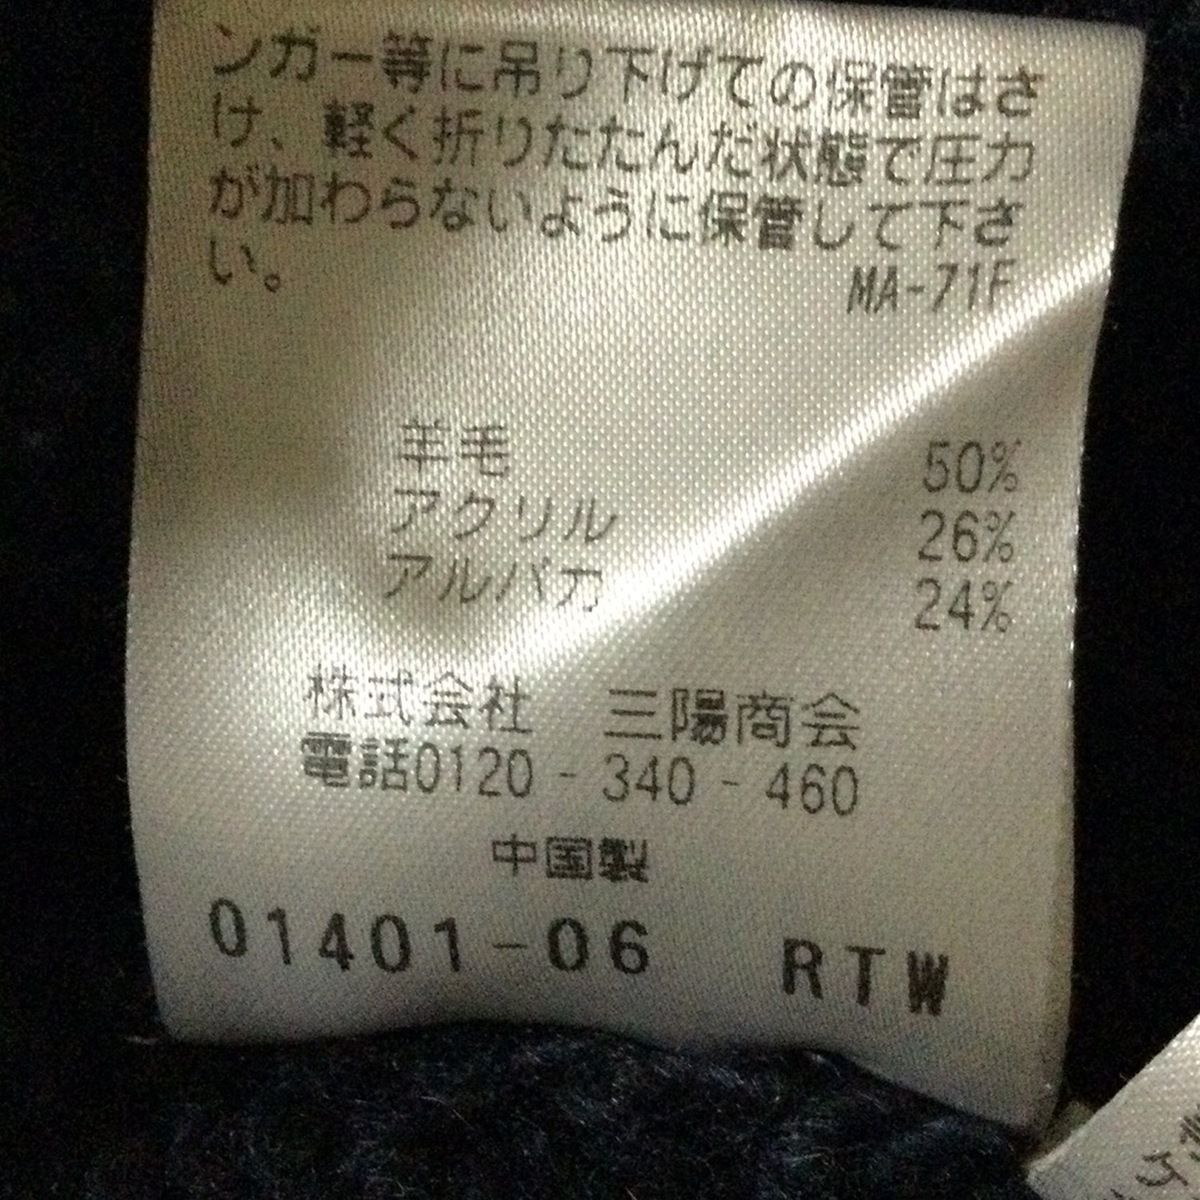 ンガー等に吊り下げての保管はさ
け、軽く折りたたんだ状態で圧力
が加わらないように保管して下さ
い。
MA-71F
羊毛 50%
アクリル 26%
アルパカ 24%
株式会社 三陽商会
電話0120-340-460
中国製
01401-06 RTW